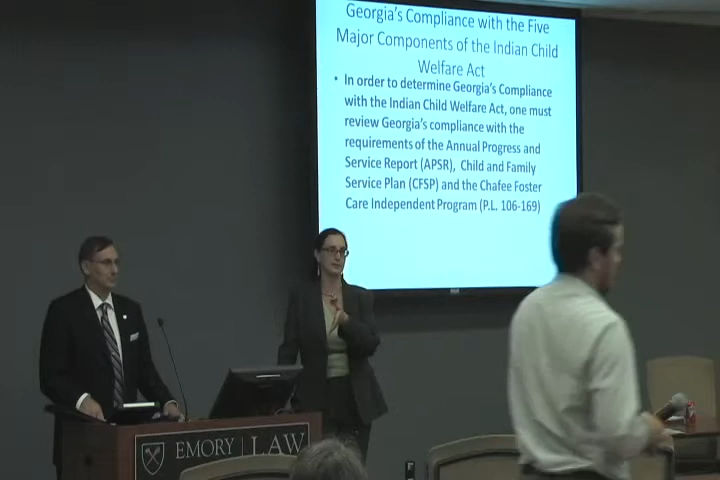 Georgia's Compliance with the Five
Major Components of the Indian Child
Welfare Act
• In order to determine Georgia's Compliance
with the Indian Child Welfare Act, one must
review Georgia's compliance with the
requirements of the Annual Progress and
Service Report (APSR), Child and Family
Service Plan (CFSP) and the Chafee Foster
Care Independent Program (P.L. 106-169)
EMORY | LAW